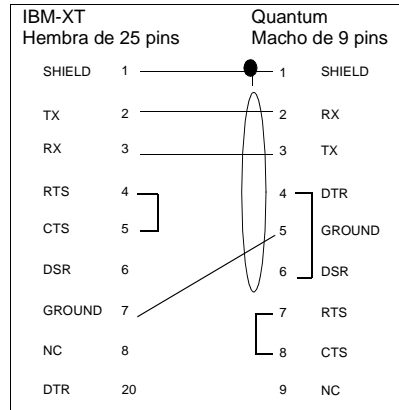 IBM-XT Quantum
Hembra de 25 pins Macho de 9 pins
SHIELD 1 1 SHIELD
TX 2 2 RX
RX 3 3 TX
RTS 4 4 DTR
CTS 5 5 GROUND
DSR 6 6 DSR
GROUND 7 7 RTS
NC 8 8 CTS
DTR 20 9 NC